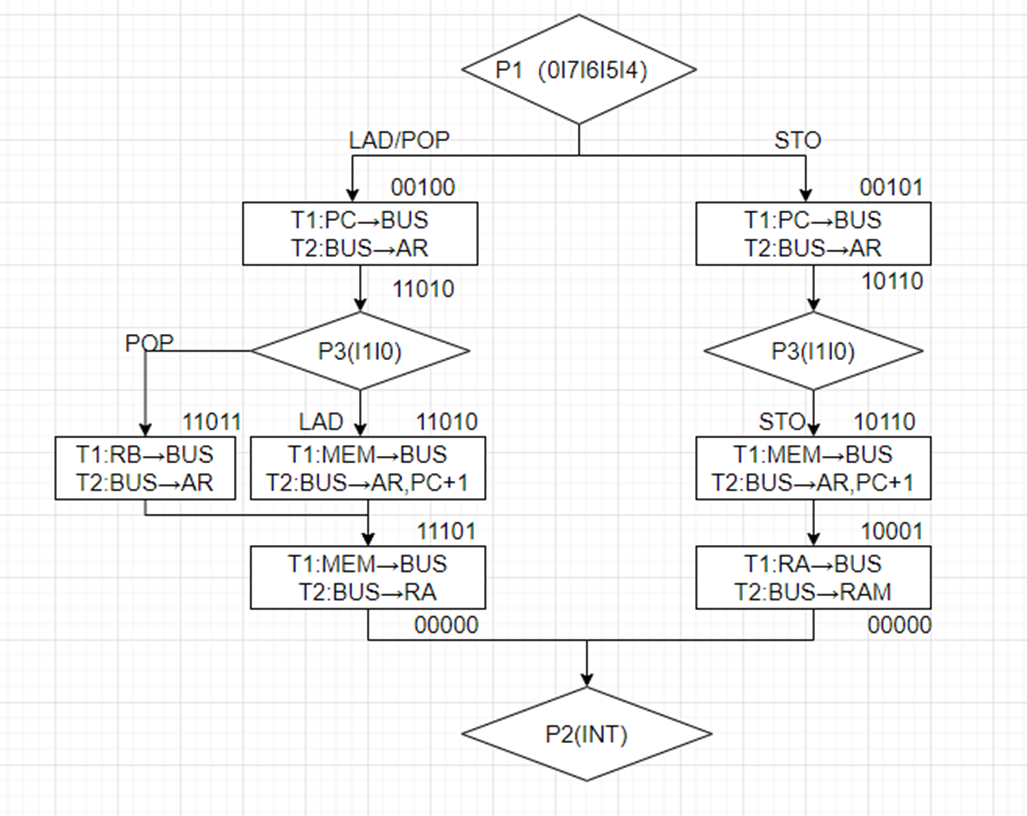 P1 (0I7I6I5I4)
LAD/POP
STO
00100
T1:PC→BUS
T2:BUS→AR
00101
T1:PC→BUS
T2:BUS→AR
11010
10110
P3(I1I0)
P3(I1I0)
POP
11011
T1:RB→BUS
T2:BUS→AR
LAD
11010
T1:MEM→BUS
T2:BUS→AR,PC+1
STO
10110
T1:MEM→BUS
T2:BUS→AR,PC+1
11101
T1:MEM→BUS
T2:BUS→RA
10001
T1:RA→BUS
T2:BUS→RAM
00000
00000
P2(INT)